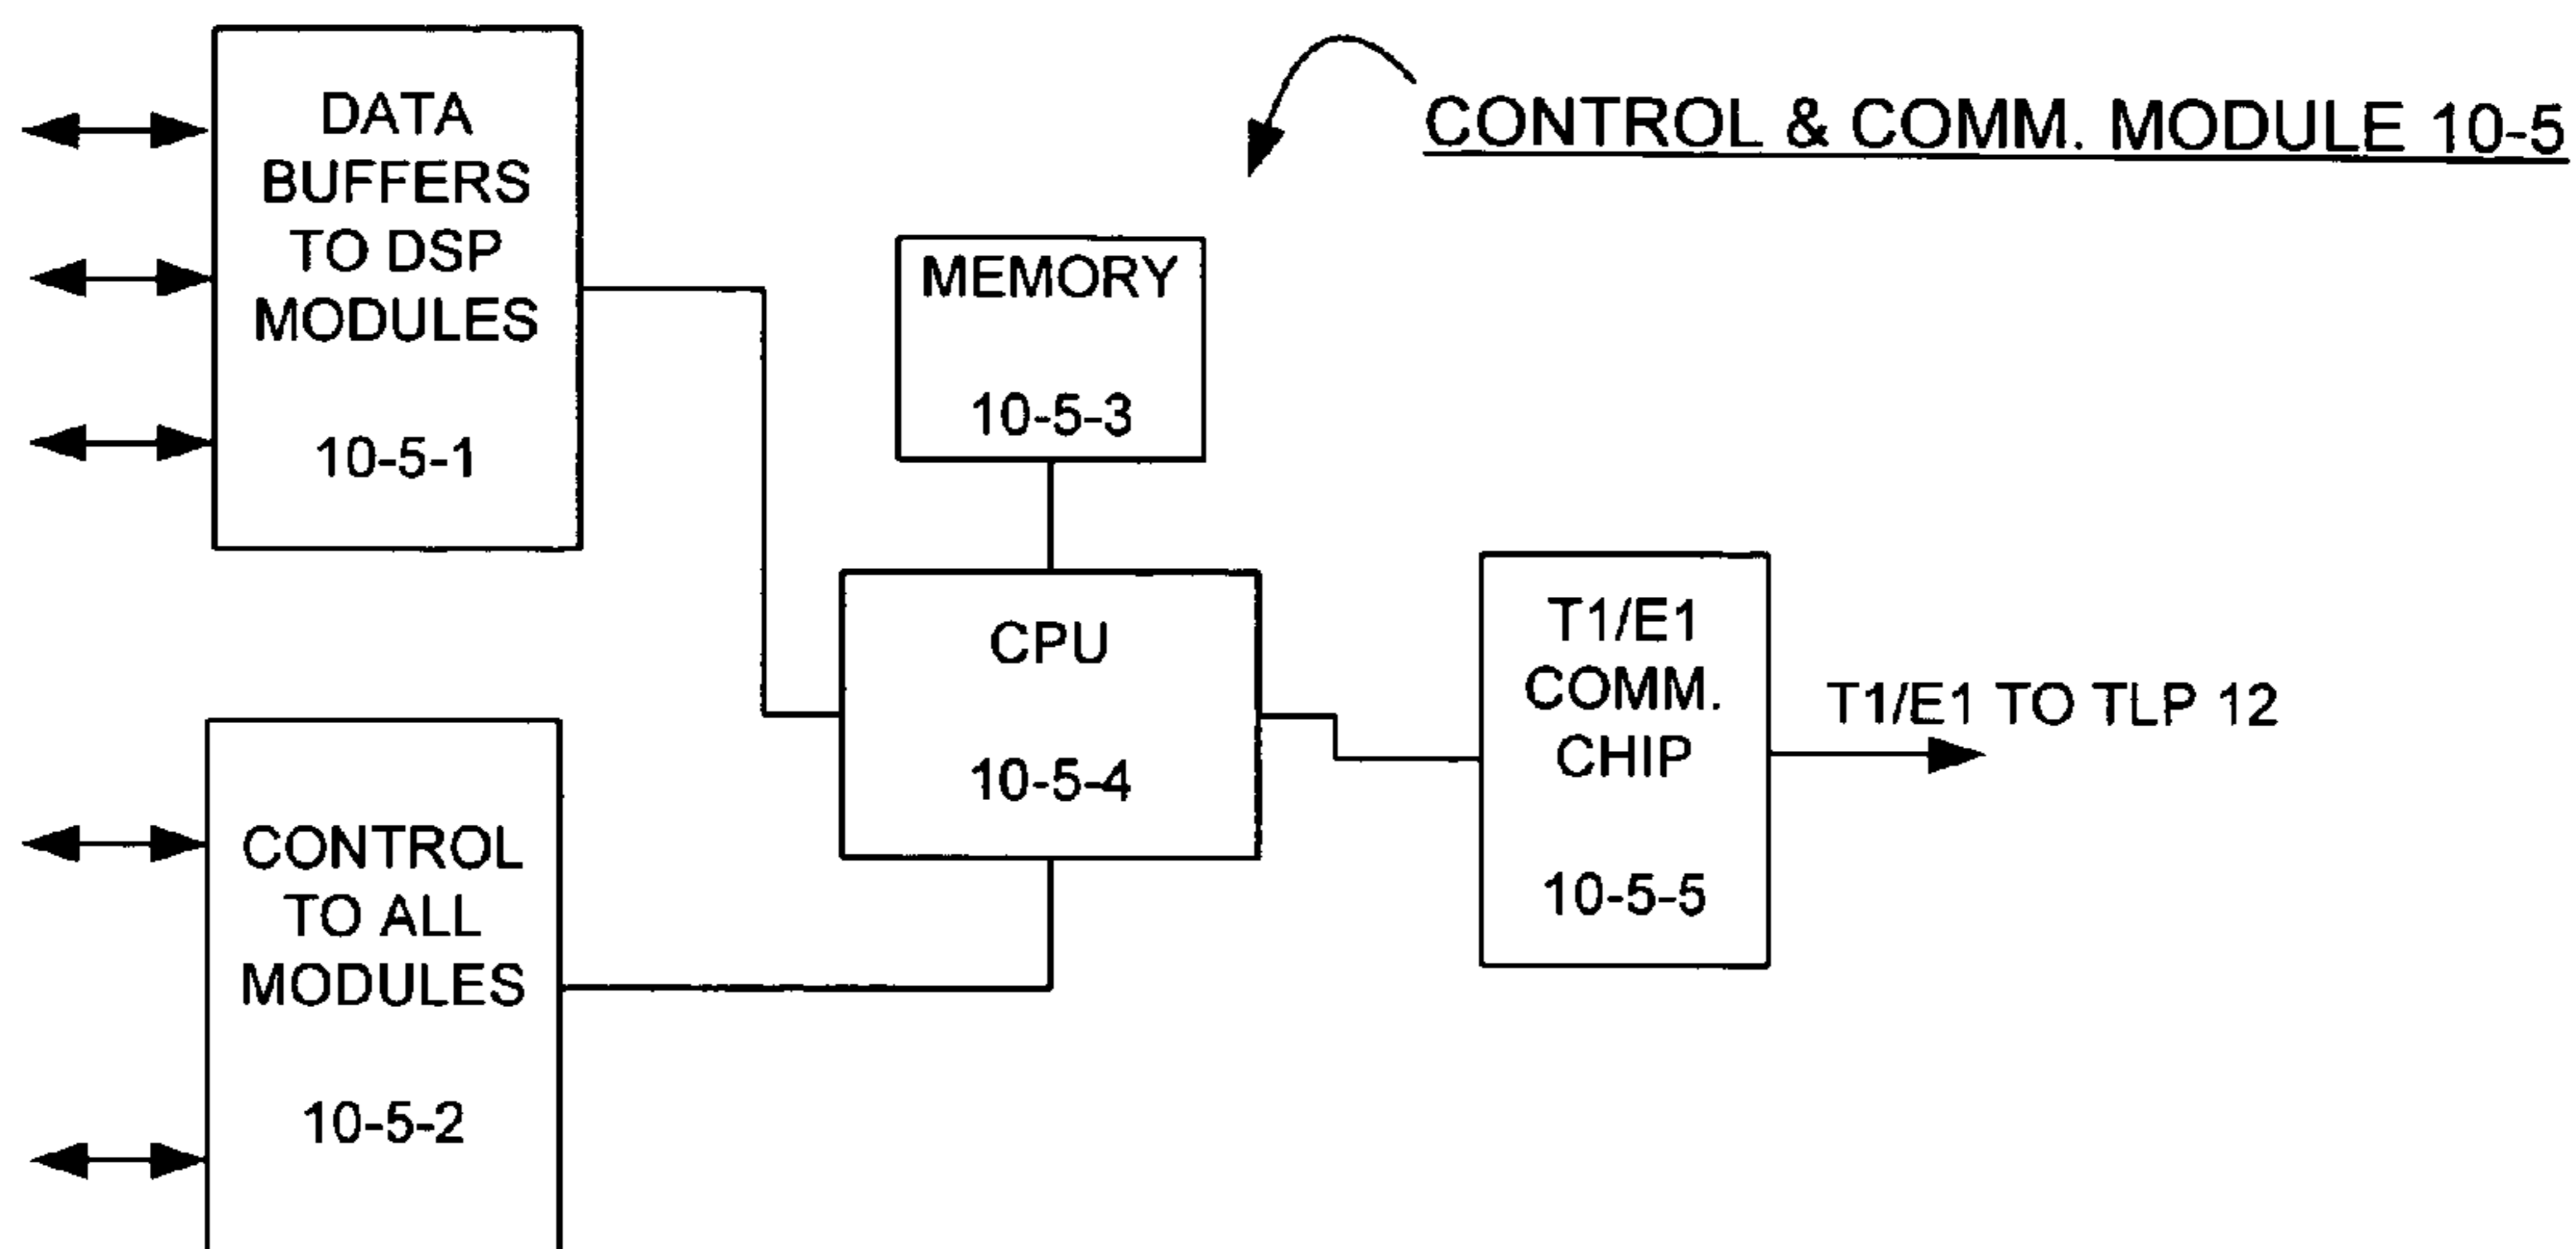 DATA
BUFFERS
TO DSP
MODULES
10-5-1
CONTROL & COMM. MODULE 10-5
MEMORY
10-5-3
CPU
10-5-4
T1/E1
COMM.
CHIP
10-5-5
T1/E1 TO TLP 12
CONTROL
TO ALL
MODULES
10-5-2